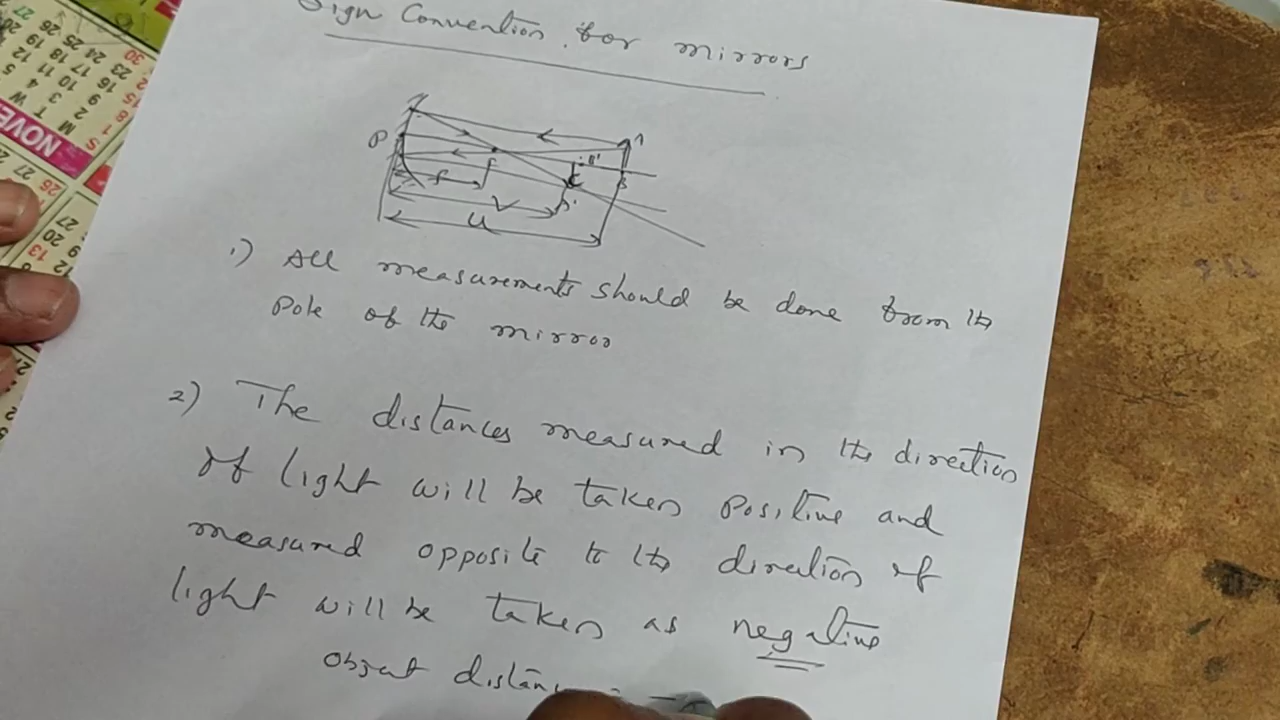 Sign Convention for mirrors
P
A
B'
F
B
f
V
A'
u
1) All measurements should be done from the
Pole of the mirror
2) The distances measured in the direction
of light will be taken Positive and
measured opposite to the direction of
light will be taken as negative
Object distance
NOVE